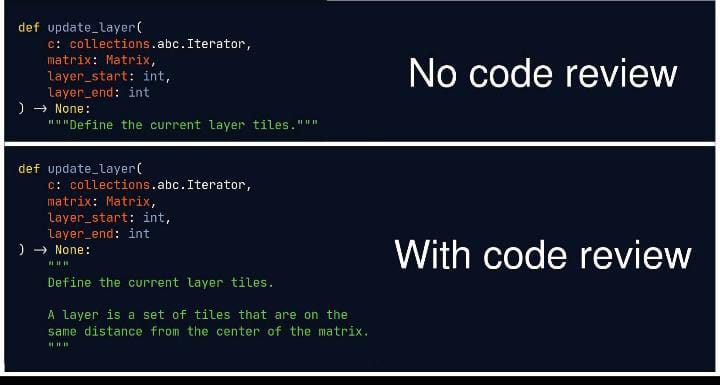 def update_layer(
    c: collections.abc.Iterator,
    matrix: Matrix,
    layer_start: int,
    layer_end: int
) → None:
    """Define the current layer tiles."""
No code review
def update_layer(
    c: collections.abc.Iterator,
    matrix: Matrix,
    layer_start: int,
    layer_end: int
) → None:
    """
    Define the current layer tiles.

    A layer is a set of tiles that are on the
    same distance from the center of the matrix.
    """
With code review